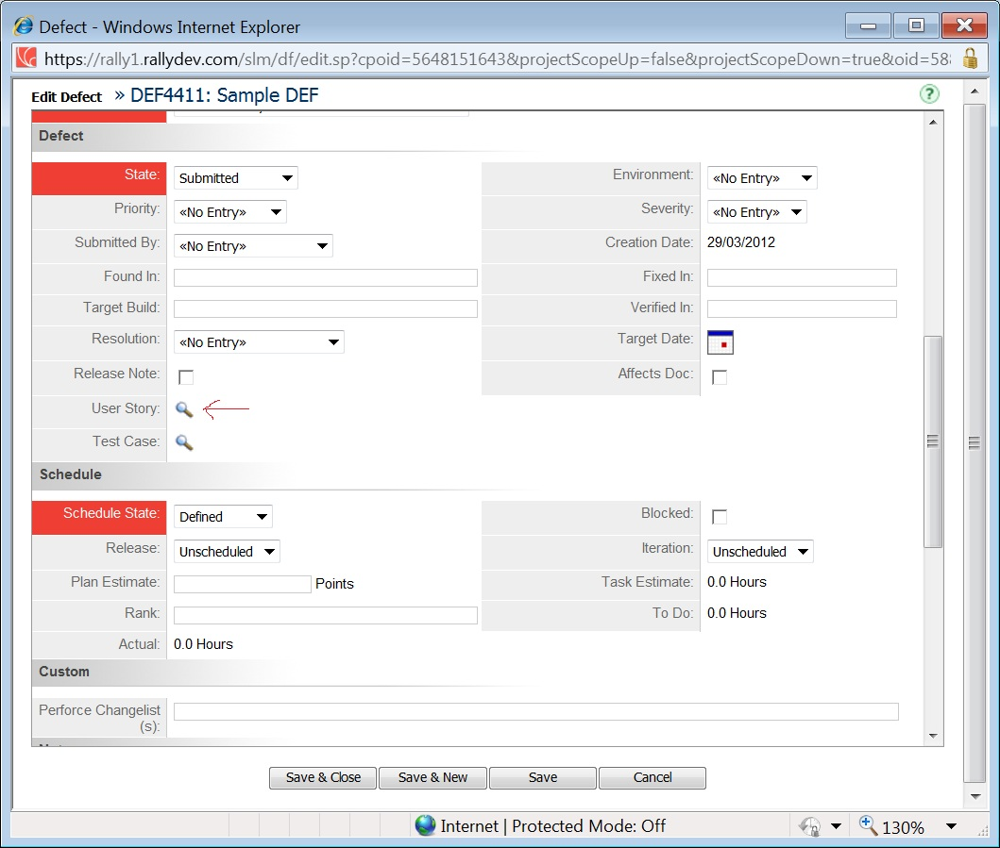 Defect - Windows Internet Explorer
https://rally1.rallydev.com/slm/df/edit.sp?cpoid=5648151643&projectScopeUp=false&projectScopeDown=true&oid=58
Edit Defect » DEF4411: Sample DEF ?
Defect
State: Submitted Environment: «No Entry»
Priority: «No Entry» Severity: «No Entry»
Submitted By: «No Entry» Creation Date: 29/03/2012
Found In: Fixed In:
Target Build: Verified In:
Resolution: «No Entry» Target Date:
Release Note: Affects Doc:
User Story:
Test Case:
Schedule
Schedule State: Defined Blocked:
Release: Unscheduled Iteration: Unscheduled
Plan Estimate: Points Task Estimate: 0.0 Hours
Rank: To Do: 0.0 Hours
Actual: 0.0 Hours
Custom
Perforce Changelist
(s):
Save & Close Save & New Save Cancel
Internet | Protected Mode: Off 130%